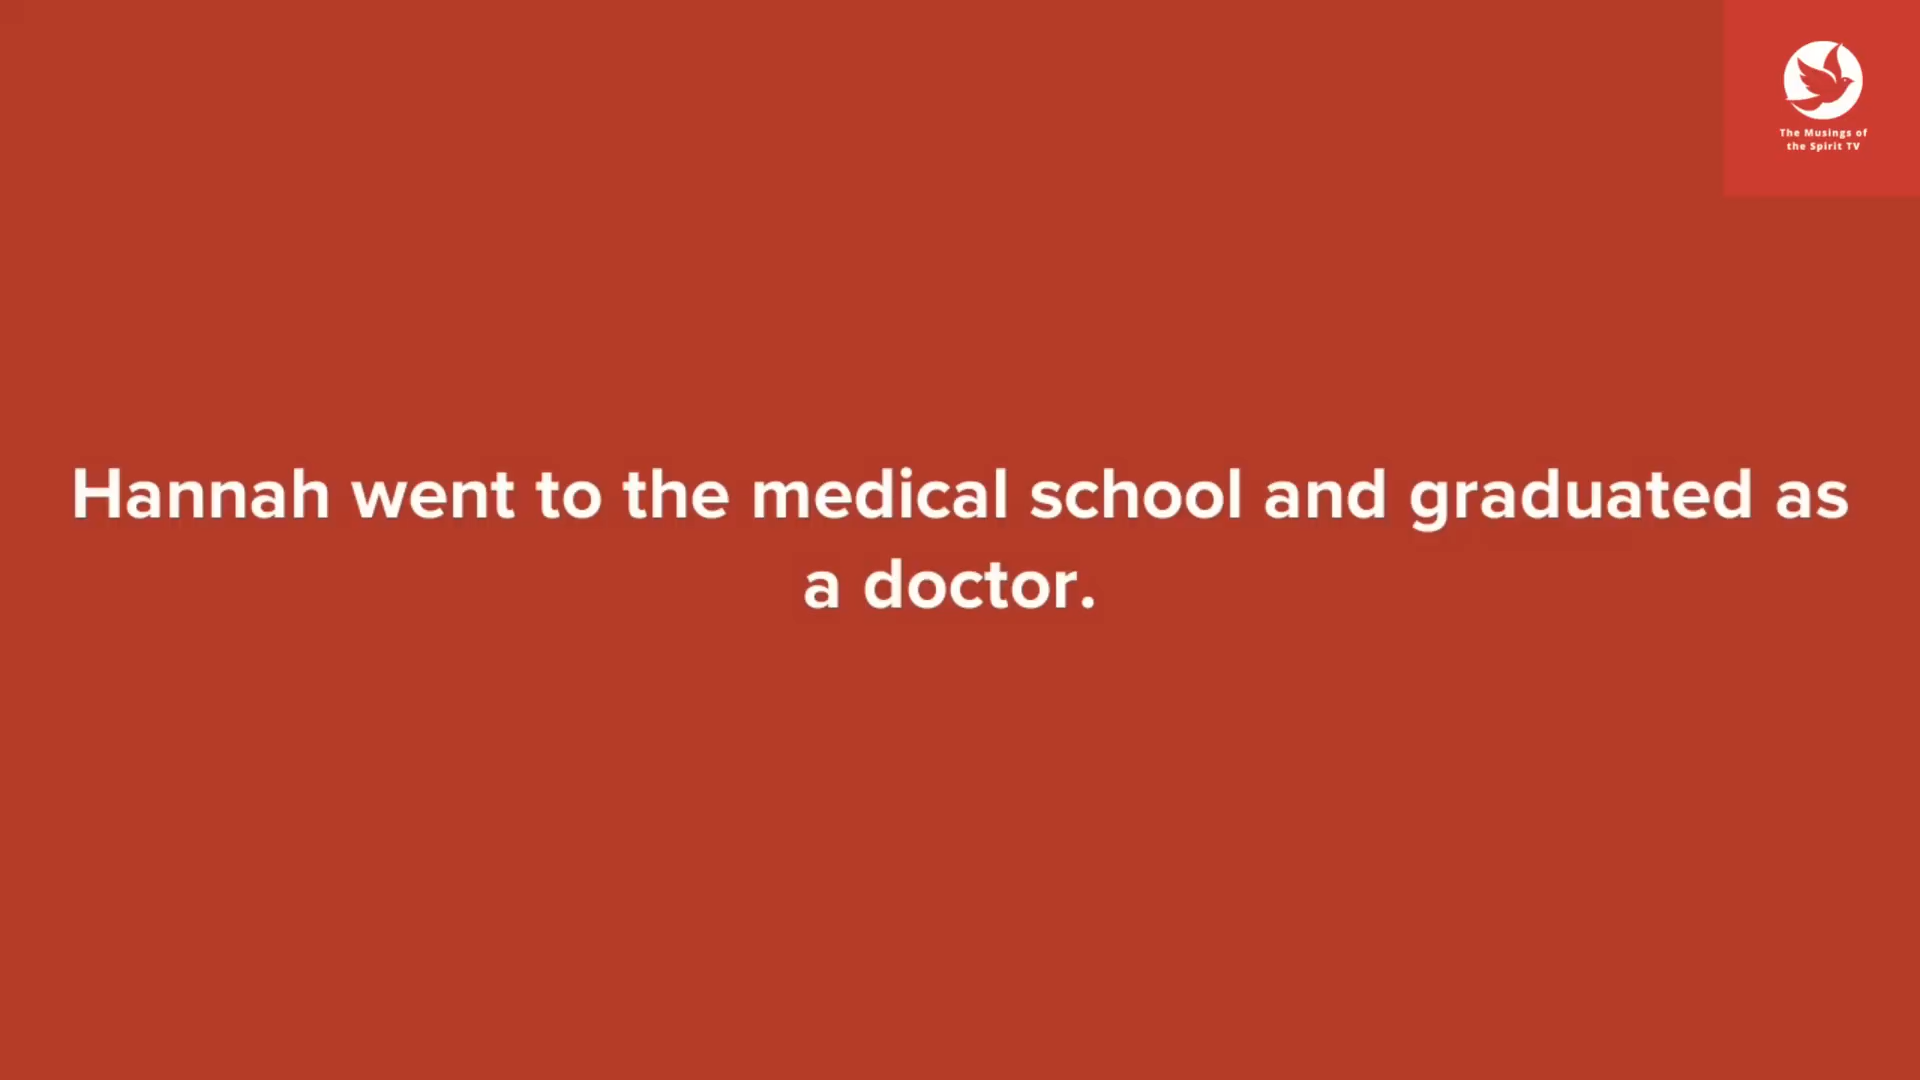 The Musings of
the Spirit TV
Hannah went to the medical school and graduated as
a doctor.